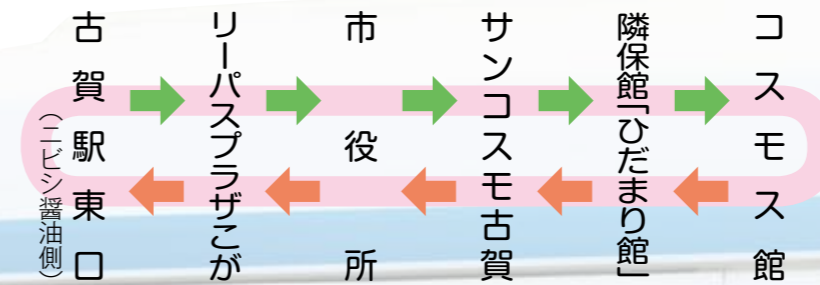 古賀駅東口
（ニビシ醤油側）
リーパスプラザこが
市役所
サンコスモ古賀
隣保館「ひだまり館」
コスモス館